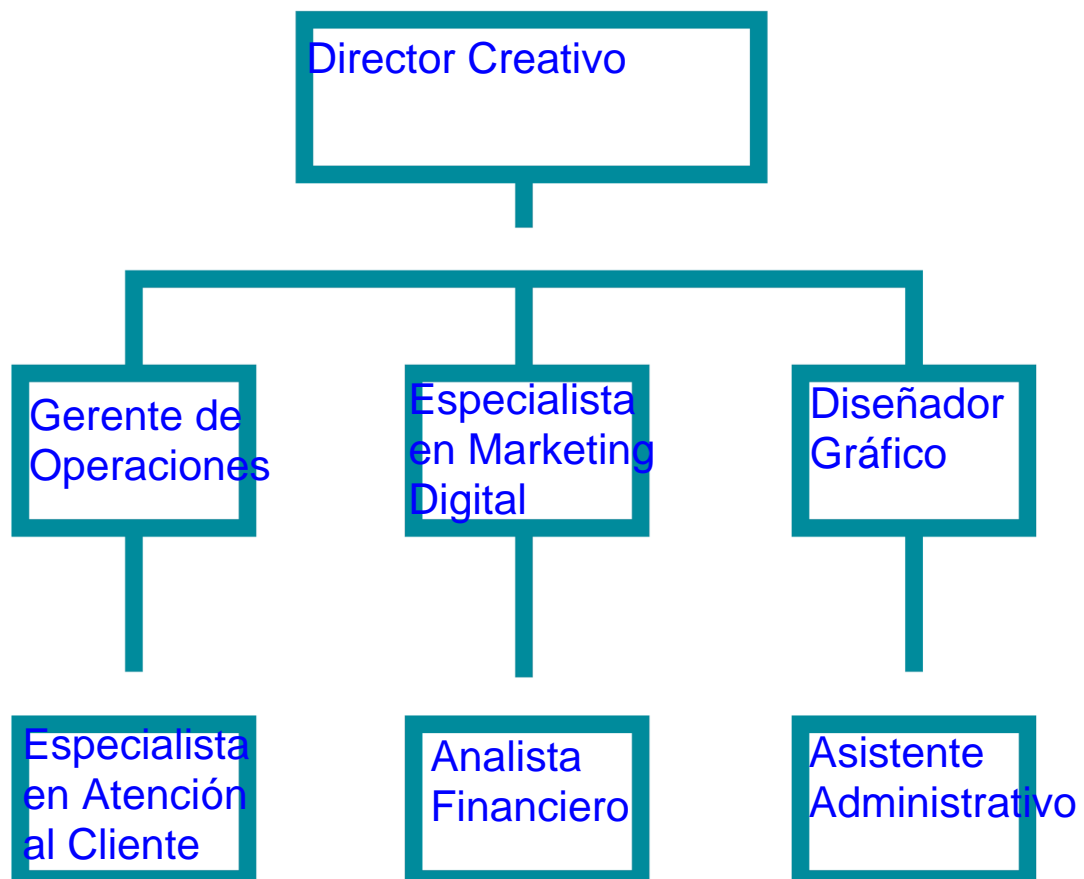 Director Creativo
Gerente de
Operaciones
Especialista
en Marketing
Digital
Diseñador
Gráfico
Especialista
en Atención
al Cliente
Analista
Financiero
Asistente
Administrativo